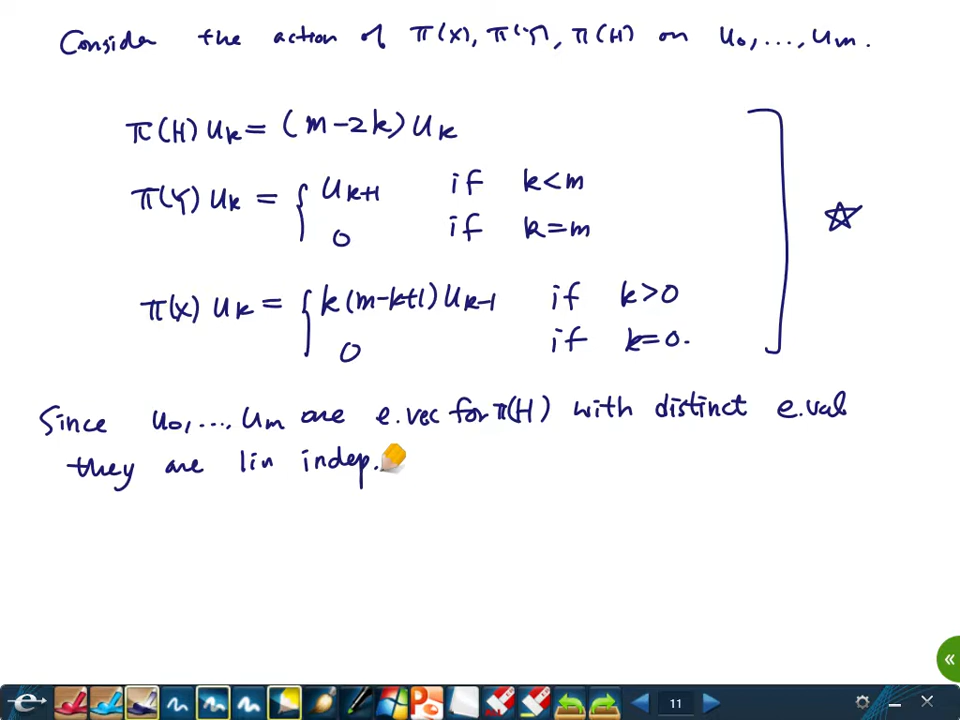 Consider the action of π(X), π(Y), π(H) on u₀, ..., uₘ.
π(H) uₖ = (m-2k) uₖ
π(Y) uₖ = { uₖ₊₁ if k<m
0 if k=m
☆
π(X) uₖ = { k(m-k+1) uₖ₋₁ if k>0
0 if k=0.
Since u₀, ..., uₘ are e.vec for π(H) with distinct e.val
they are lin indep.
11